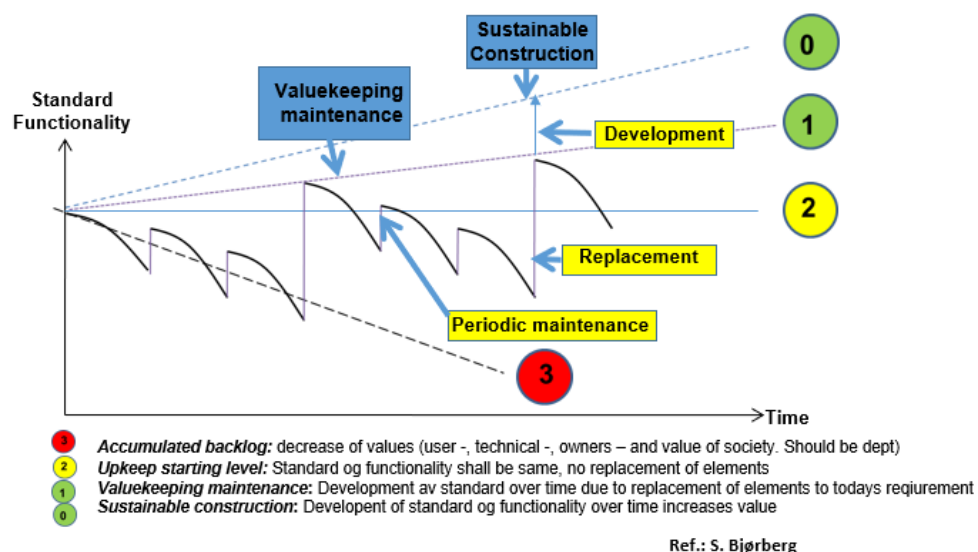 Sustainable
Construction
0
Valuekeeping
maintenance
Standard
Functionality
1
Development
2
Replacement
Periodic maintenance
3
Time
3 Accumulated backlog: decrease of values (user -, technical -, owners – and value of society. Should be dept)
2 Upkeep starting level: Standard og functionality shall be same, no replacement of elements
1 Valuekeeping maintenance: Development av standard over time due to replacement of elements to todays reqiurement
0 Sustainable construction: Developent of standard og functionality over time increases value
Ref.: S. Bjørberg